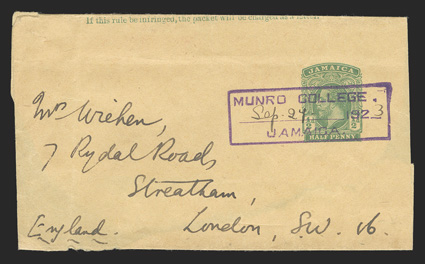 If this rule be infringed, the packet will be charged as a letter.
JAMAICA
MUNRO COLLEGE.
Sep. 24 1923
JAMAICA
HALF PENNY
Mrs Wiehen,
7 Rydal Road,
Streatham,
London, S.W. 16.
England.